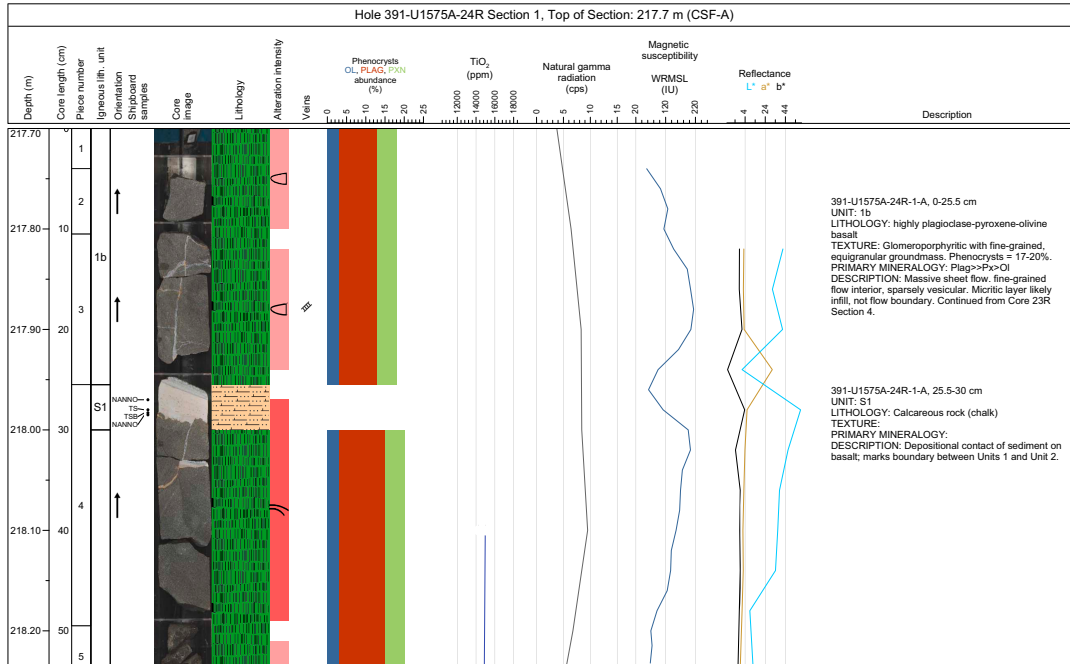 Hole 391-U1575A-24R Section 1, Top of Section: 217.7 m (CSF-A)
Depth (m)
Core length (cm)
Piece number
Igneous lith. unit
Orientation
Shipboard samples
Core image
Lithology
Alteration intensity
Veins
Phenocrysts
OL, PLAG, PXN
abundance
(%)
0 5 10 15 20 25
TiO2
(ppm)
12000 14000 16000 18000
Natural gamma
radiation
(cps)
0 5 10 15
Magnetic
susceptibility
WRMSL
(IU)
20 120 220
Reflectance
L* a* b*
4 24 44
Description
217.70
0
1
2
217.80
10
1b
3
217.90
20
S1
NANNO
TS
TSB
NANNO
218.00
30
4
218.10
40
218.20
50
5
391-U1575A-24R-1-A, 0-25.5 cm
UNIT: 1b
LITHOLOGY: highly plagioclase-pyroxene-olivine
basalt
TEXTURE: Glomeroporphyritic with fine-grained,
equigranular groundmass. Phenocrysts = 17-20%.
PRIMARY MINERALOGY: Plag>>Px>Ol
DESCRIPTION: Massive sheet flow. fine-grained
flow interior, sparsely vesicular. Micritic layer likely
infill, not flow boundary. Continued from Core 23R
Section 4.
391-U1575A-24R-1-A, 25.5-30 cm
UNIT: S1
LITHOLOGY: Calcareous rock (chalk)
TEXTURE:
PRIMARY MINERALOGY:
DESCRIPTION: Depositional contact of sediment on
basalt; marks boundary between Units 1 and Unit 2.